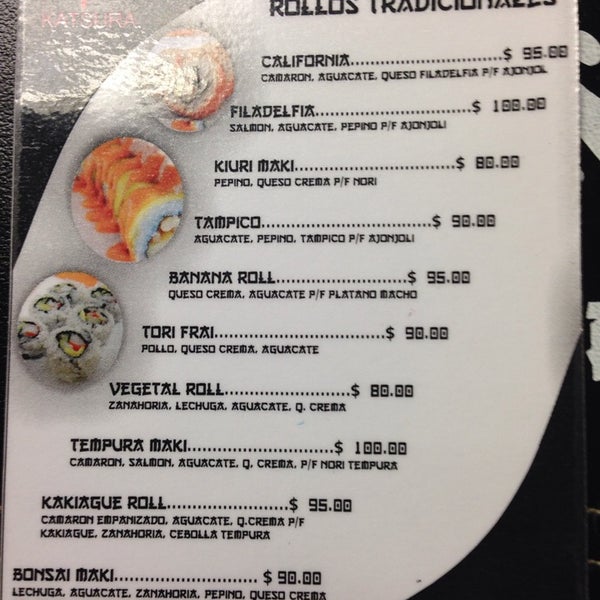 KATSURA
ROLLOS TRADICIONALES
CALIFORNIA..........................$ 95.00
CAMARON, AGUACATE, QUESO FILADELFIA P/F AJONJOL
FILADELFIA...........................$ 100.00
SALMON, AGUACATE, PEPINO P/F AJONJOLI
KIURI MAKI............................$ 80.00
PEPINO, QUESO CREMA P/F NORI
TAMPICO..............................$ 90.00
AGUACATE, PEPINO, TAMPICO P/F AJONJOLI
BANANA ROLL.......................$ 95.00
QUESO CREMA, AGUACATE P/F PLATANO MACHO
TORI FRAI.............................$ 90.00
POLLO, QUESO CREMA, AGUACATE
VEGETAL ROLL......................$ 80.00
ZANAHORIA, LECHUGA, AGUACATE, Q. CREMA
TEMPURA MAKI.........................$ 100.00
CAMARON, SALMON, AGUACATE, Q, CREMA, P/F NORI TEMPURA
KAKIAGUE ROLL.....................$ 95.00
CAMARON EMPANIZADO, AGUACATE, Q.CREMA P/F
KAKIAGUE, ZANAHORIA, CEBOLLA TEMPURA
BONSAI MAKI......................... $ 90.00
LECHUGA, AGUACATE, ZANAHORIA, PEPINO, QUESO CREMA